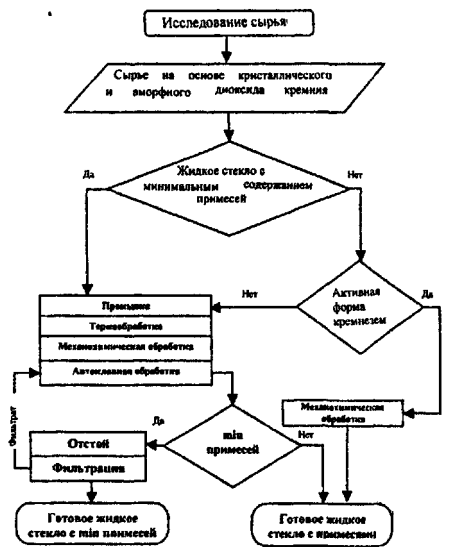 Исследование сырья
Сырье на основе кристаллического
и аморфного диоксида кремния
Жидкое стекло с
минимальным содержанием
примесей
Да
Нет
Активная
форма
кремнезем
Нет
Да
Промывка
Термообработка
Механохимическая обработка
Автоклавная обработка
Фильтрат
Механохимическая
обработка
min
примесей
Да
Нет
Отстой
Фильтрация
Готовое жидкое
стекло с min примесей
Готовое жидкое
стекло с примесями